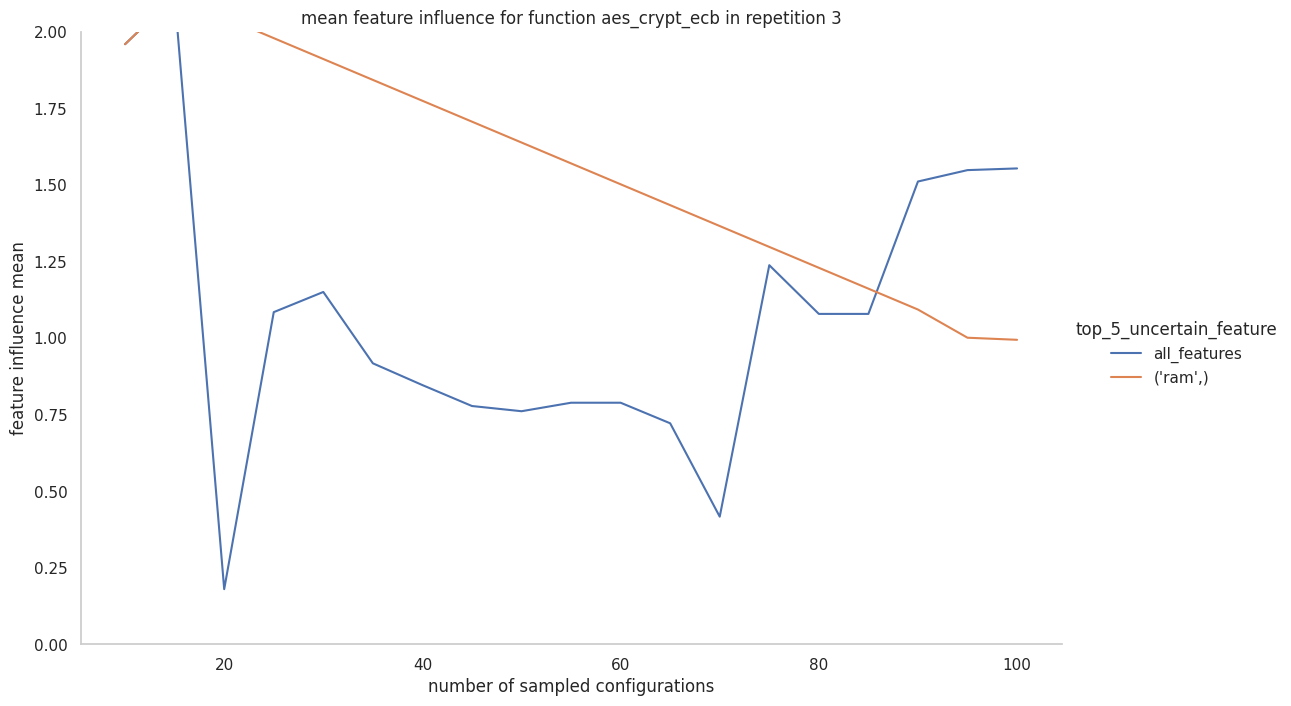 mean feature influence for function aes_crypt_ecb in repetition 3
2.00
1.75
1.50
1.25
1.00
0.75
0.50
0.25
0.00
feature influence mean
20
40
60
80
100
number of sampled configurations
top_5_uncertain_feature
all_features
('ram',)